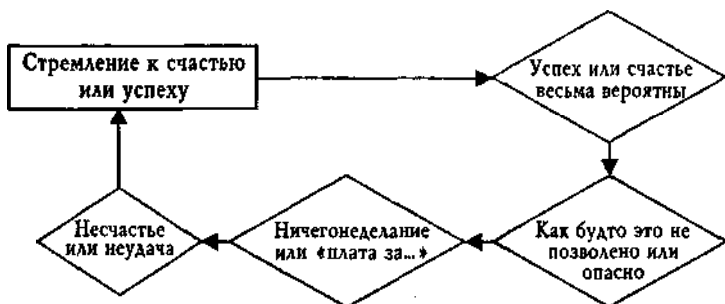 Стремление к счастью
или успеху
Успех или счастье
весьма вероятны
Как будто это не
позволено или
опасно
Ничегонеделание
или «плата за...»
Несчастье
или неудача